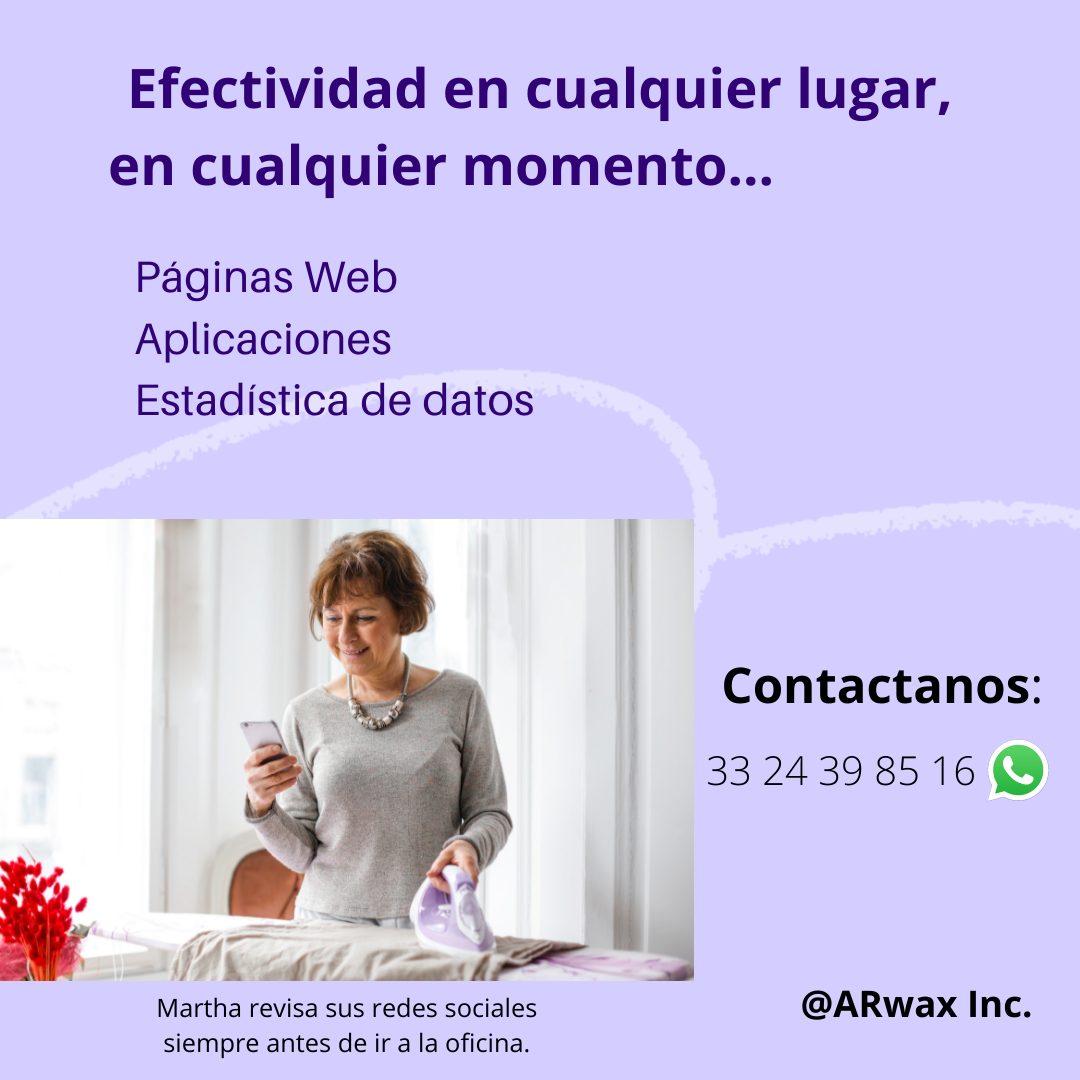 Efectividad en cualquier lugar,
en cualquier momento...
Páginas Web
Aplicaciones
Estadística de datos
Contactanos:
33 24 39 85 16
Martha revisa sus redes sociales
siempre antes de ir a la oficina.
@ARwax Inc.